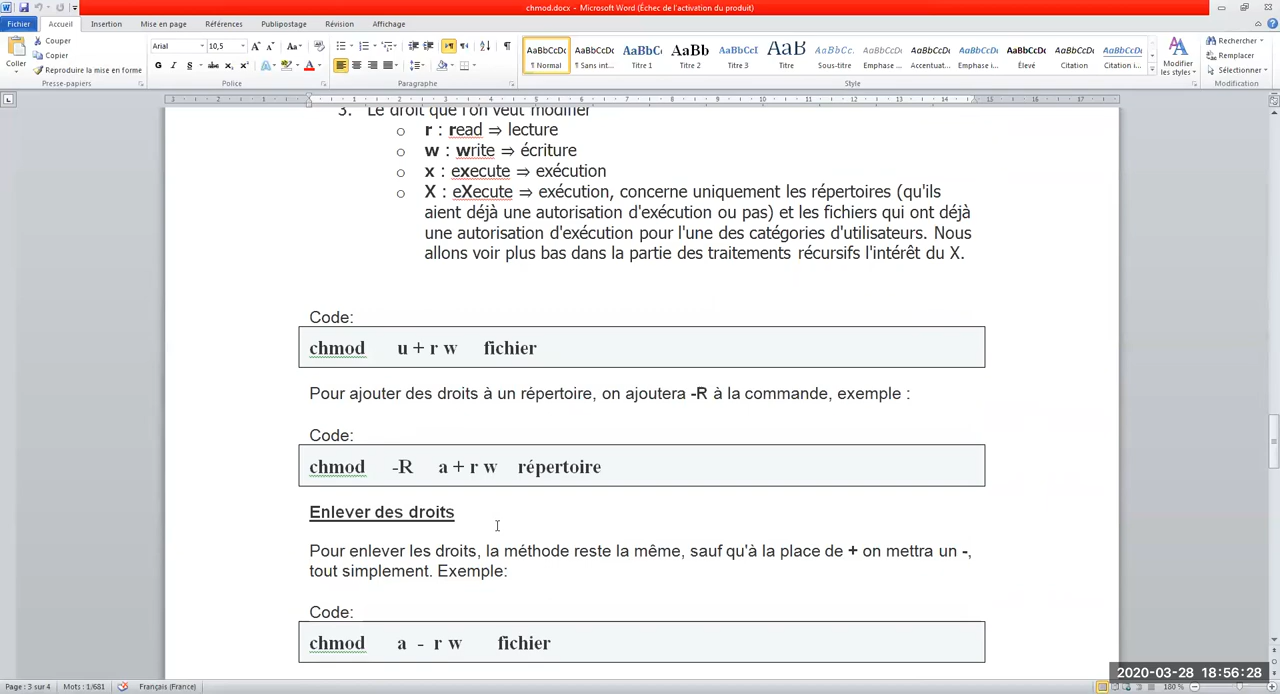 chmod.docx - Microsoft Word (Échec de l'activation du produit)
Fichier Accueil Insertion Mise en page Références Publipostage Révision Affichage
Coller
Couper
Copier
Reproduire la mise en forme
Presse-papiers
Arial 10,5
G I S abc x₂ x²
Police
Paragraphe
AaBbCcDc AaBbCcDc AaBbC AaBb AaBbCcI AaB AaBbCc. AaBbCcDc AaBbCcDc AaBbCcDc AaBbCcDc AaBbCcDc AaBbCcDc
¶ Normal ¶ Sans int... Titre 1 Titre 2 Titre 3 Titre Sous-titre Emphase ... Accentuat... Emphase i... Élevé Citation Citation i...
Style
Modifier les styles
Rechercher
Remplacer
Sélectionner
Modification
3. Le droit que l'on veut modifier
o r : read ⇒ lecture
o w : write ⇒ écriture
o x : execute ⇒ exécution
o X : eXecute ⇒ exécution, concerne uniquement les répertoires (qu'ils
aient déjà une autorisation d'exécution ou pas) et les fichiers qui ont déjà
une autorisation d'exécution pour l'une des catégories d'utilisateurs. Nous
allons voir plus bas dans la partie des traitements récursifs l'intérêt du X.
Code:
chmod u + r w fichier
Pour ajouter des droits à un répertoire, on ajoutera -R à la commande, exemple :
Code:
chmod -R a + r w répertoire
Enlever des droits
Pour enlever les droits, la méthode reste la même, sauf qu'à la place de + on mettra un -,
tout simplement. Exemple:
Code:
chmod a - r w fichier
2020-03-28 18:56:28
Page : 3 sur 4 Mots : 1/681 Français (France) 180 %